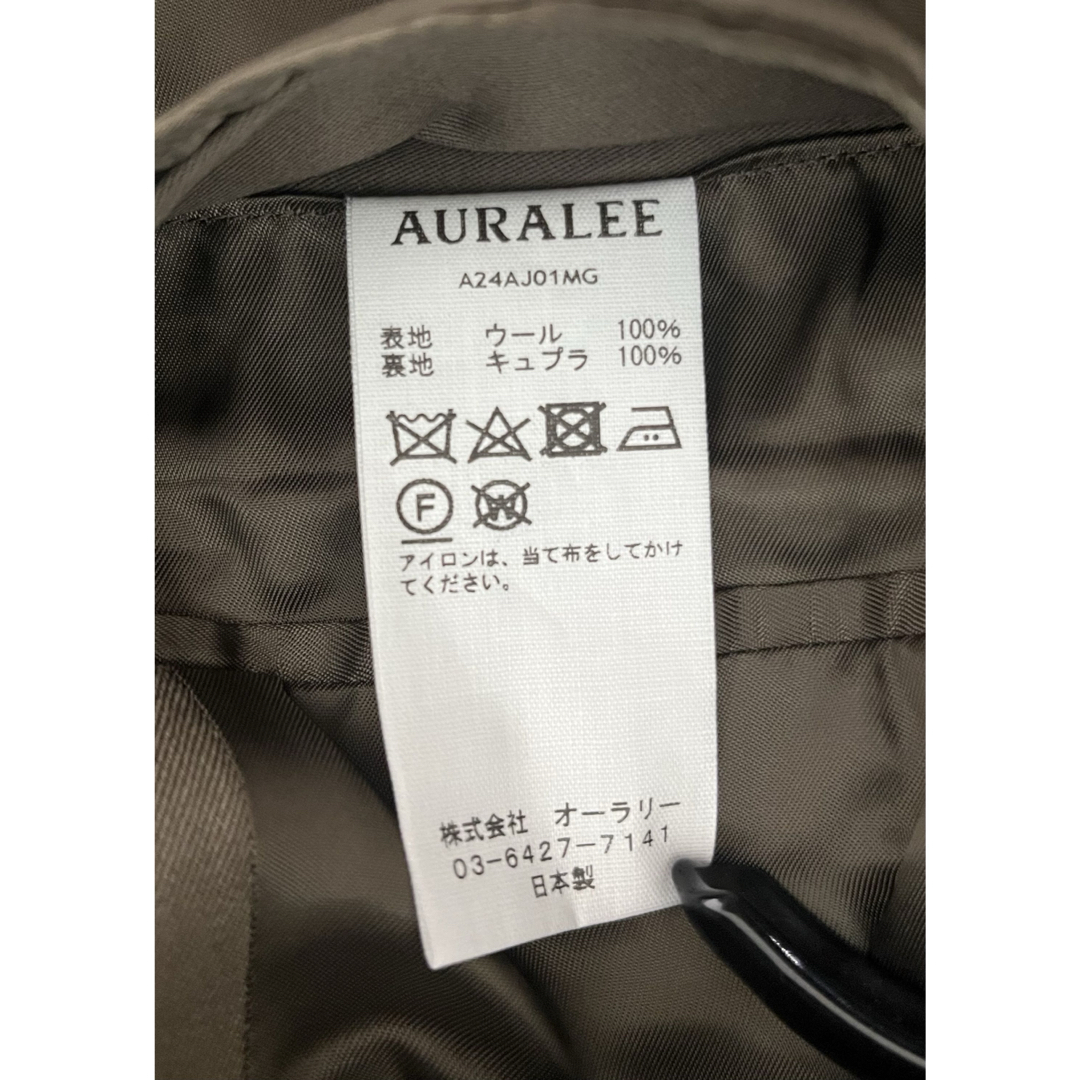 AURALEE
A24AJ01MG
表地 ウール 100%
裏地 キュプラ 100%
F W
アイロンは、当て布をしてかけ
てください。
株式会社 オーラリー
03-6427-7141
日本製